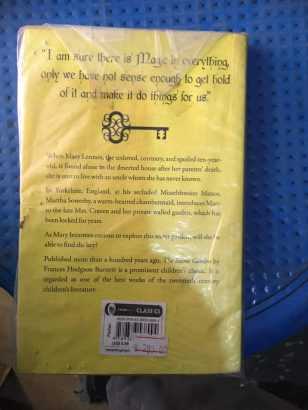 "I am sure there is Magic in everything,
only we have not sense enough to get hold
of it and make it do things for us."
When Mary Lennox, the unloved, contrary, and spoiled ten-year-
old, is found alone in the deserted house after her parents' death,
she is sent to live with an uncle whom she has never known.
In Yorkshire, England, at his secluded Misselthwaite Manor,
Martha Sowerby, a warm-hearted chambermaid, introduces Mary
to the late Mrs. Craven and her private walled garden, which has
been locked for years.
As Mary becomes curious to explore this secret garden, will she be
able to find the key?
Published more than a hundred years ago, The Secret Garden by
Frances Hodgson Burnett is a prominent children's classic. It is
regarded as one of the best works of the twentieth-century
children's literature.
CLASSICS